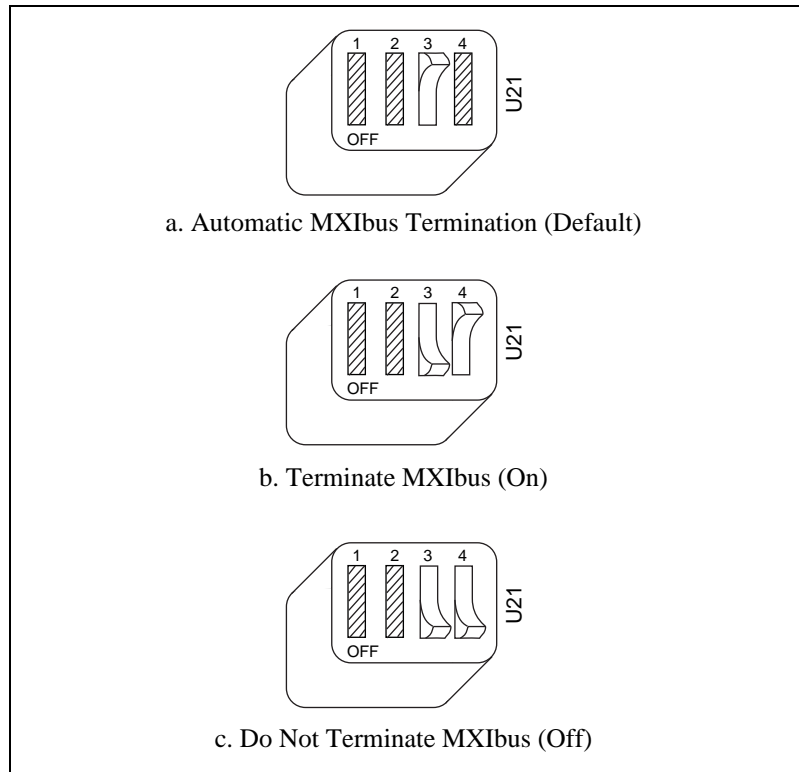 1 2 3 4
OFF
U21
a. Automatic MXIbus Termination (Default)
1 2 3 4
OFF
U21
b. Terminate MXIbus (On)
1 2 3 4
OFF
U21
c. Do Not Terminate MXIbus (Off)